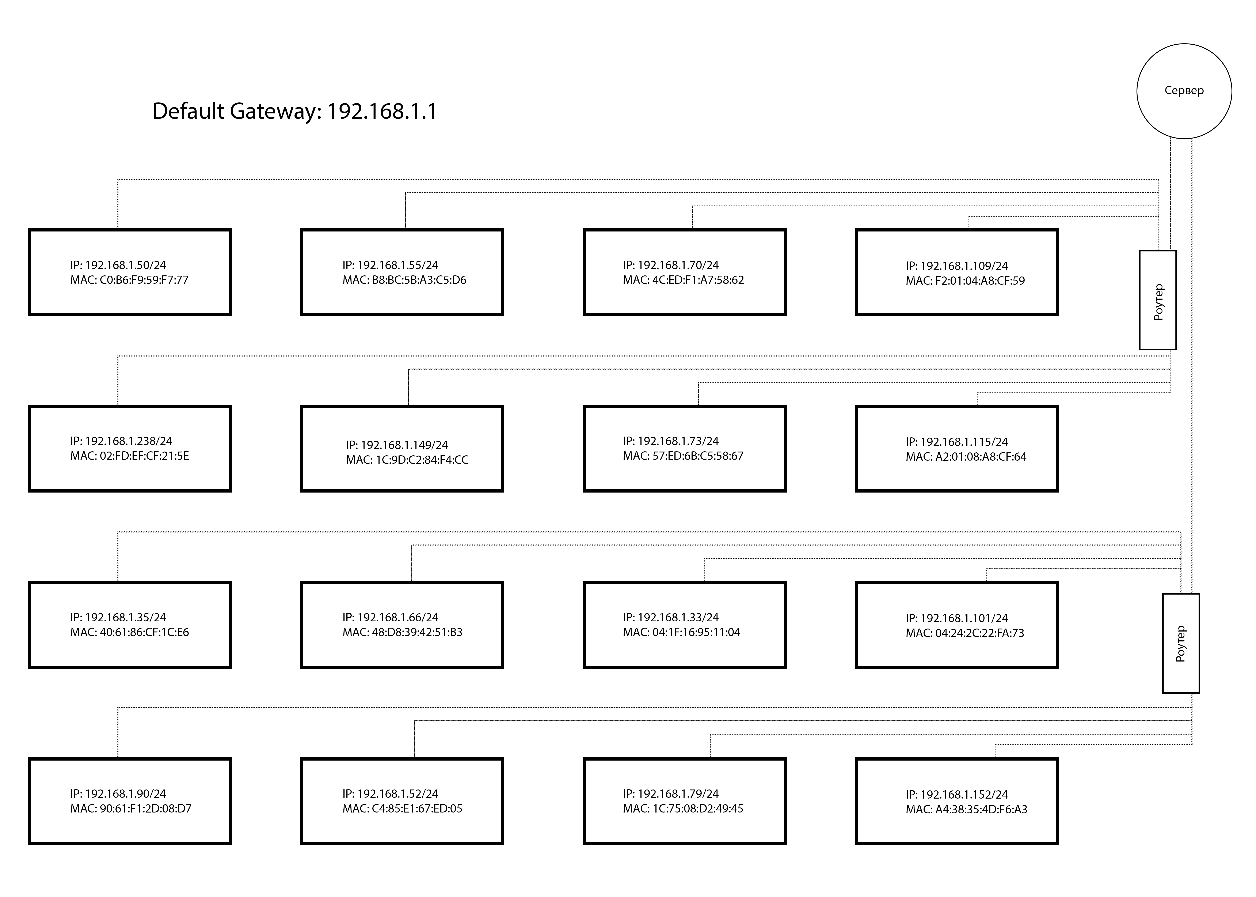 Сервер
Default Gateway: 192.168.1.1
IP: 192.168.1.50/24
MAC: C0:B6:F9:59:F7:77
IP: 192.168.1.55/24
MAC: B8:BC:5B:A3:C5:D6
IP: 192.168.1.70/24
MAC: 4C:ED:F1:A7:58:62
IP: 192.168.1.109/24
MAC: F2:01:04:A8:CF:59
Роутер
IP: 192.168.1.238/24
MAC: 02:FD:EF:CF:21:5E
IP: 192.168.1.149/24
MAC: 1C:9D:C2:84:F4:CC
IP: 192.168.1.73/24
MAC: 57:ED:6B:C5:58:67
IP: 192.168.1.115/24
MAC: A2:01:08:A8:CF:64
IP: 192.168.1.35/24
MAC: 40:61:86:CF:1C:E6
IP: 192.168.1.66/24
MAC: 48:D8:39:42:51:B3
IP: 192.168.1.33/24
MAC: 04:1F:16:95:11:04
IP: 192.168.1.101/24
MAC: 04:24:2C:22:FA:73
Роутер
IP: 192.168.1.90/24
MAC: 90:61:F1:2D:08:D7
IP: 192.168.1.52/24
MAC: C4:85:E1:67:ED:05
IP: 192.168.1.79/24
MAC: 1C:75:08:D2:49:45
IP: 192.168.1.152/24
MAC: A4:38:35:4D:F6:A3